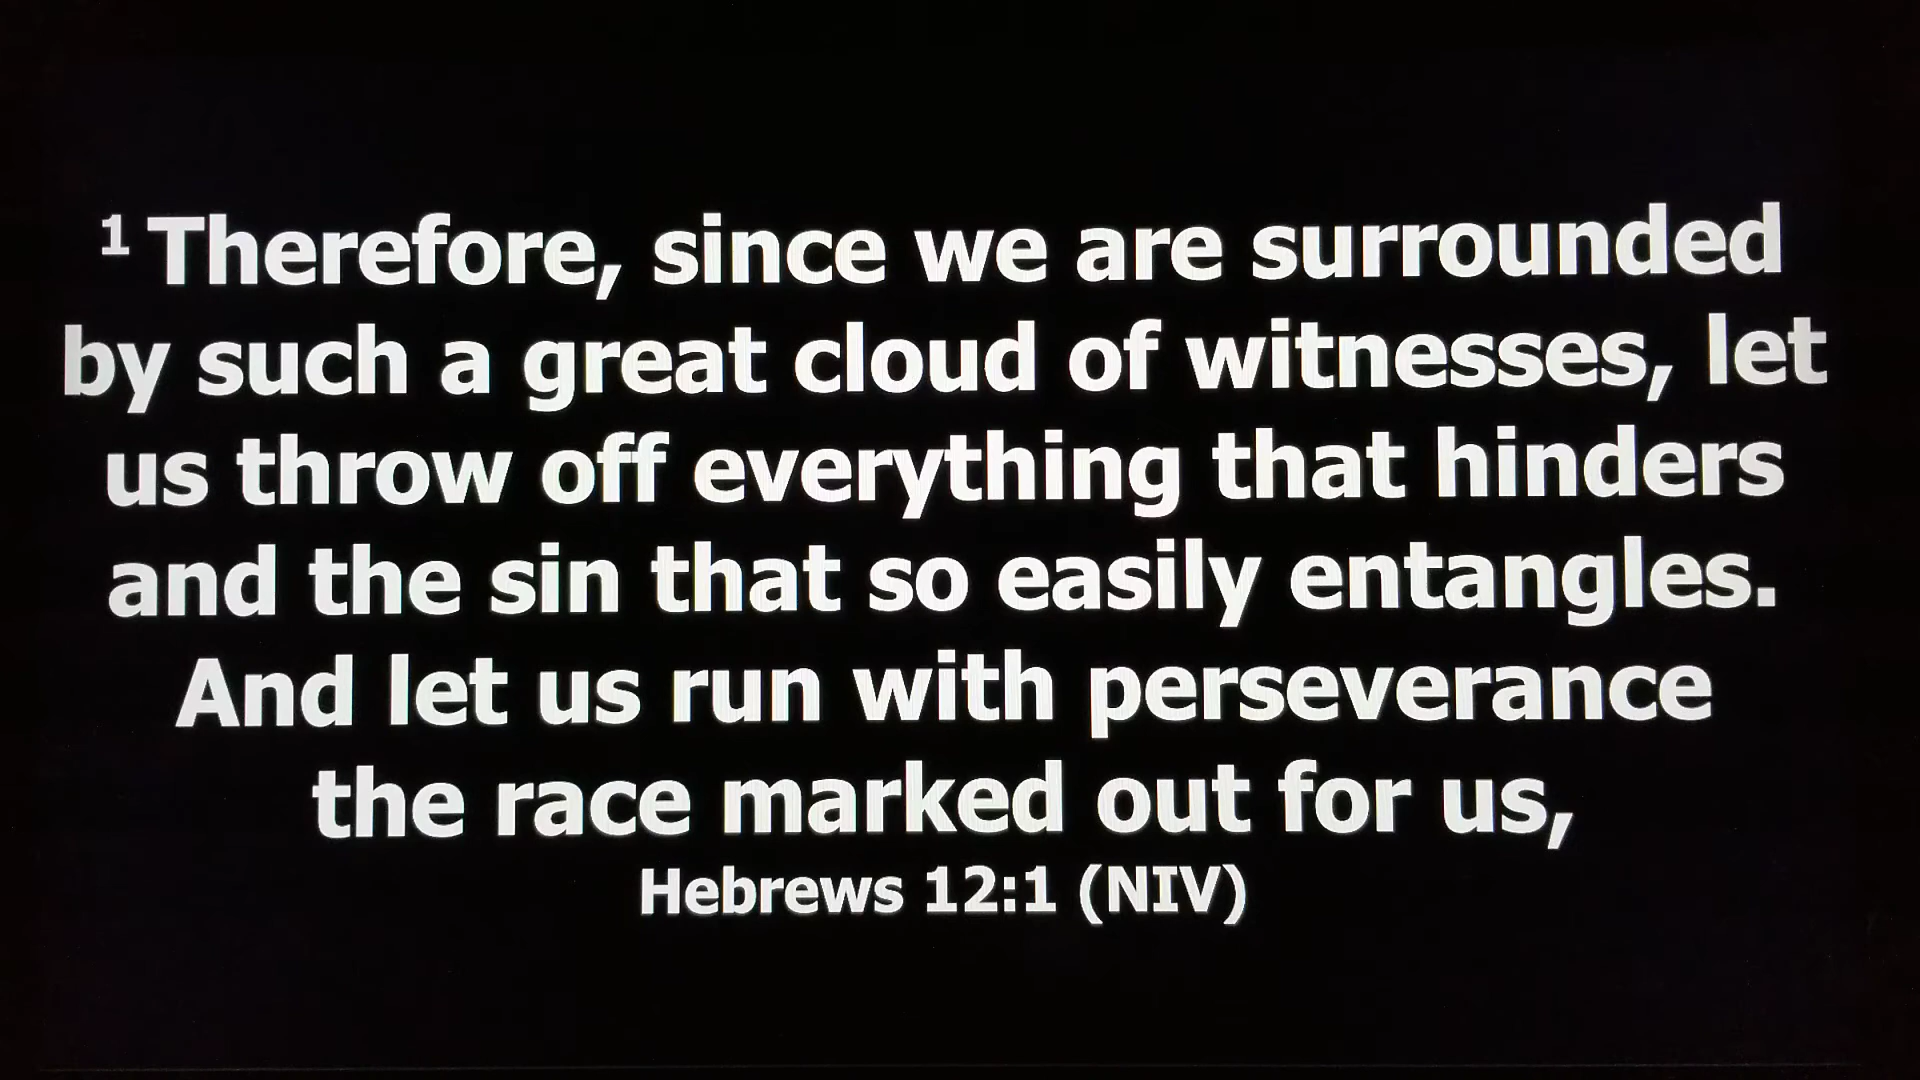 1 Therefore, since we are surrounded
by such a great cloud of witnesses, let
us throw off everything that hinders
and the sin that so easily entangles.
And let us run with perseverance
the race marked out for us,
Hebrews 12:1 (NIV)